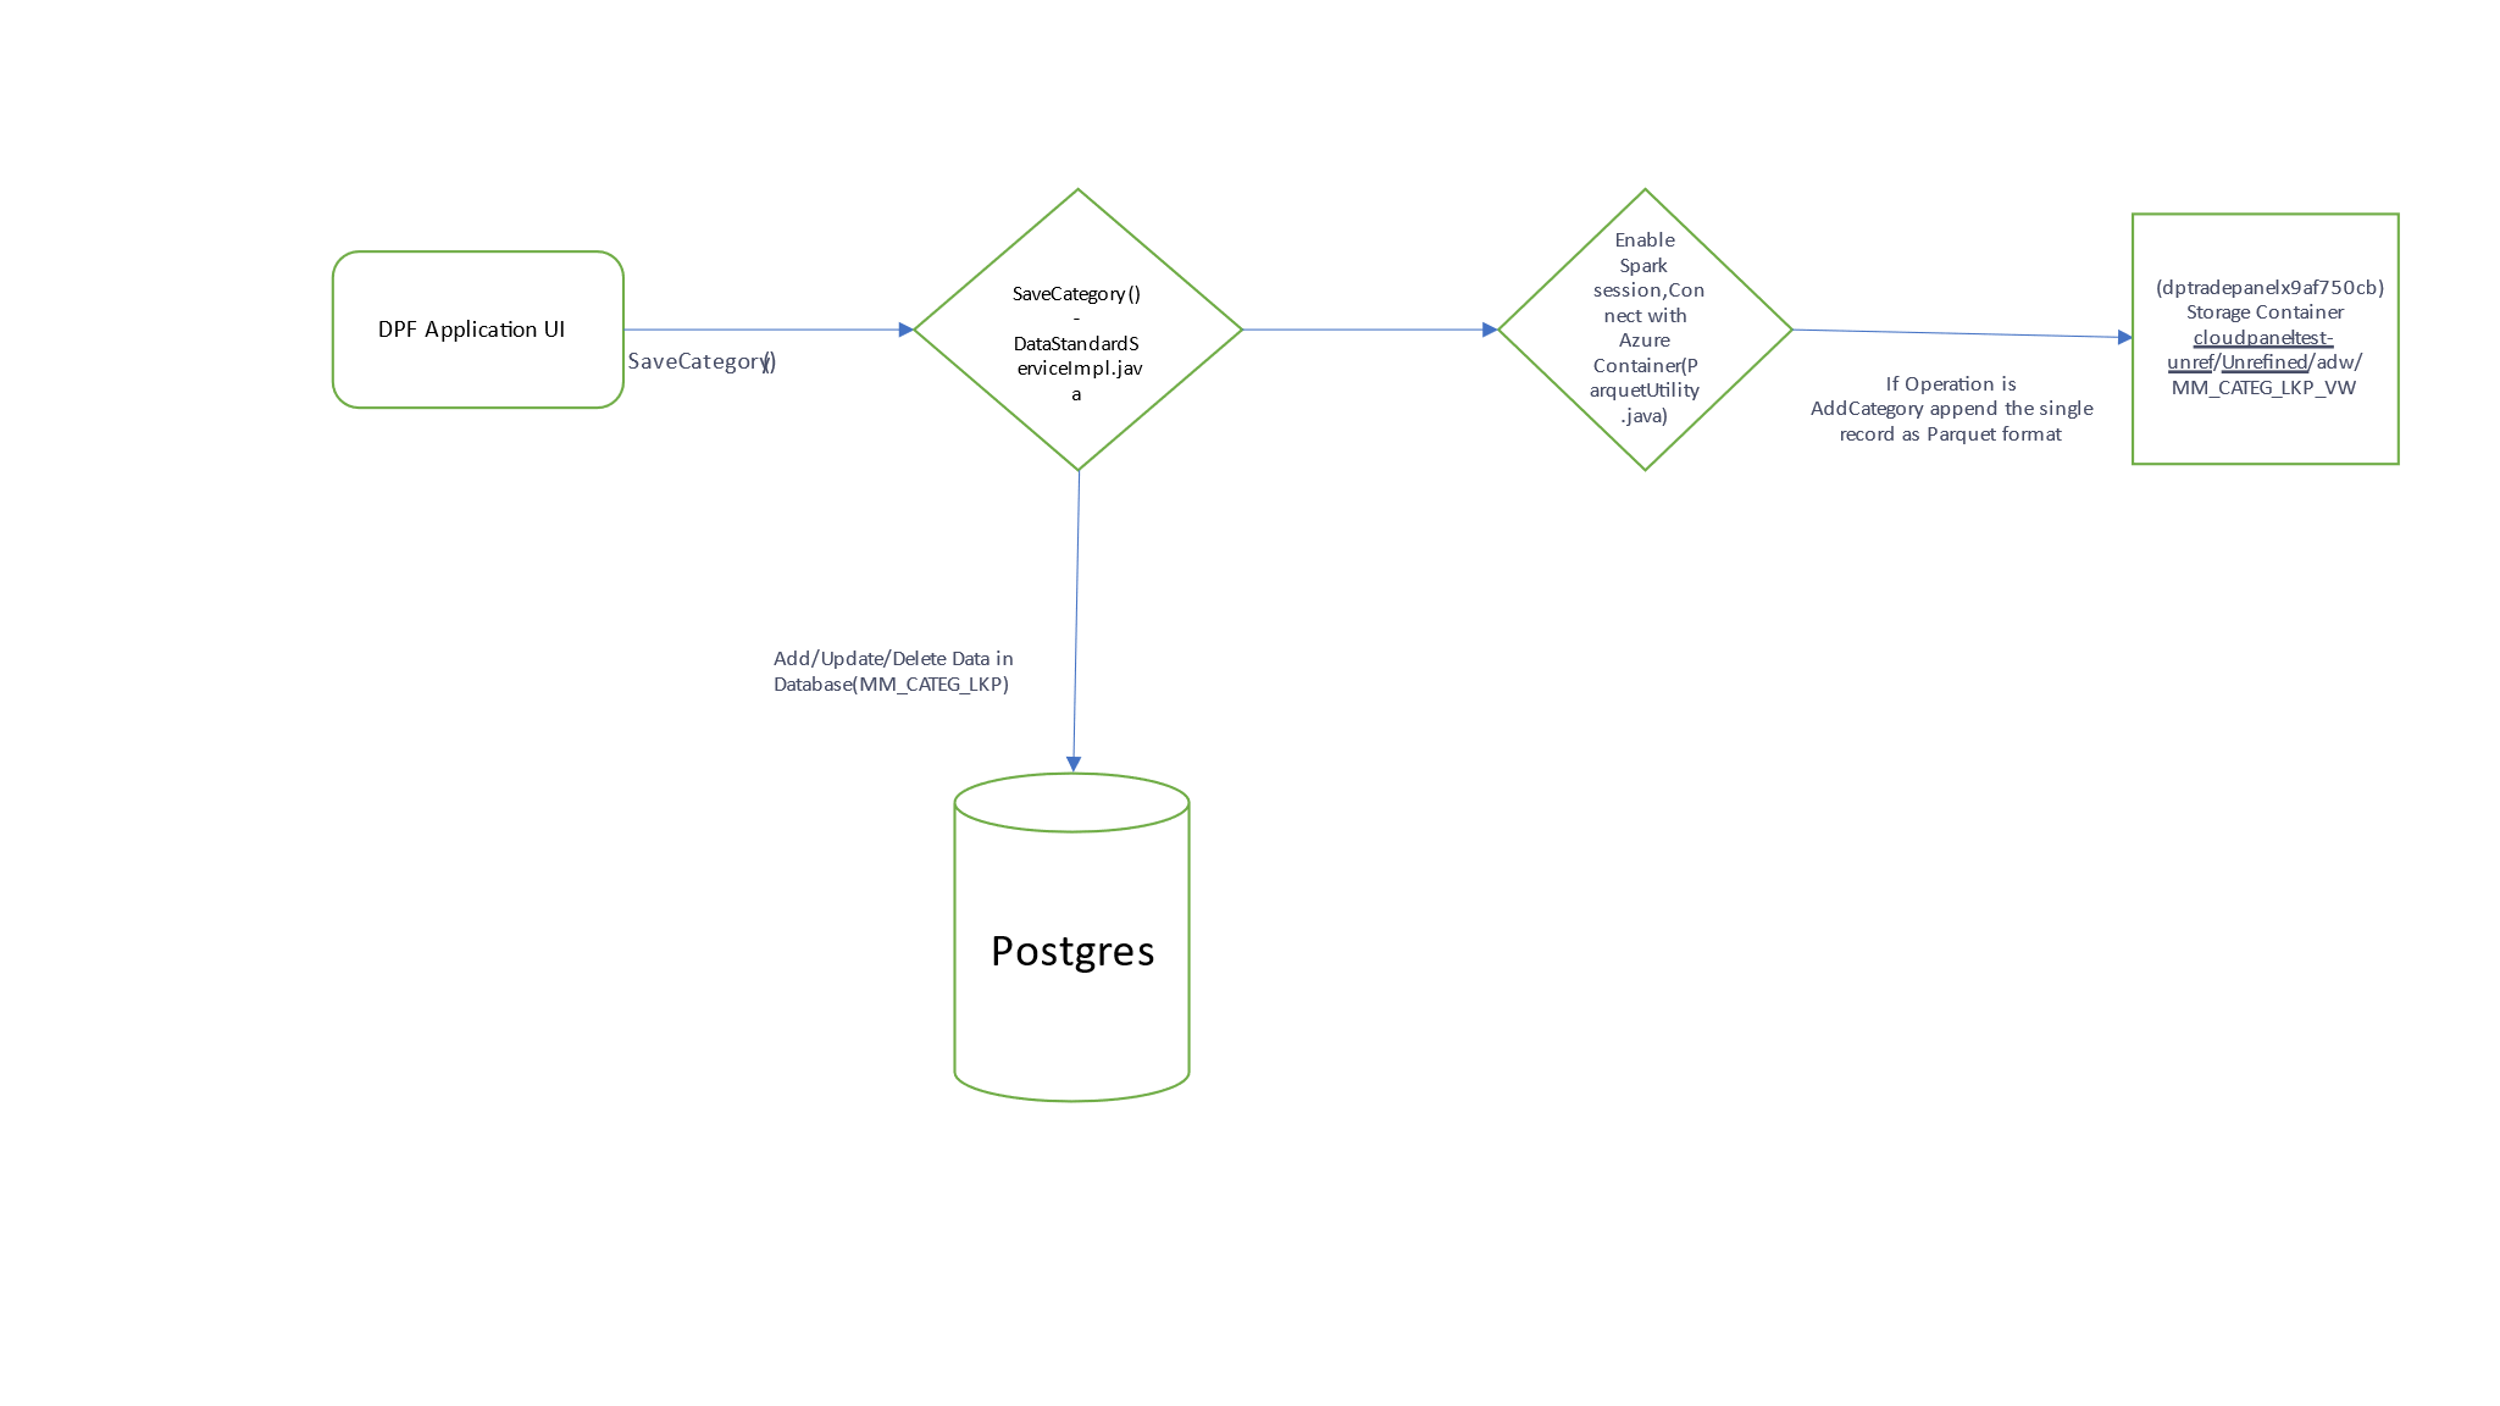 DPF Application UI
SaveCategory()
SaveCategory()
-
DataStandardS
erviceImpl.jav
a
Enable
Spark
session,Con
nect with
Azure
Container(P
arquetUtility
.java)
If Operation is
AddCategory append the single
record as Parquet format
(dptradepanelx9af750cb)
Storage Container
cloudpaneltest-
unref/Unrefined/adw/
MM_CATEG_LKP_VW
Add/Update/Delete Data in
Database(MM_CATEG_LKP)
Postgres